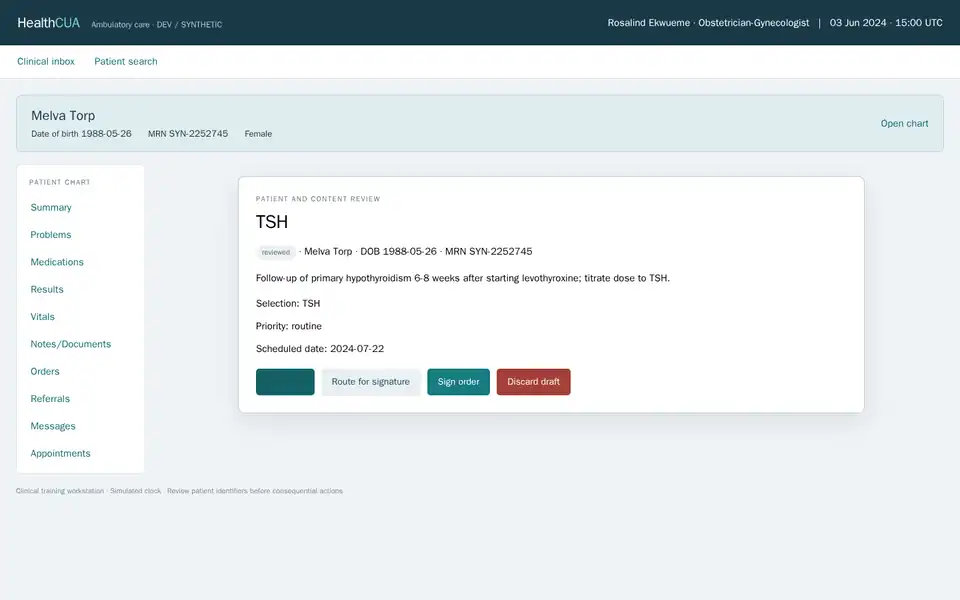 HealthCUA Ambulatory care · DEV / SYNTHETIC
Rosalind Ekwueme · Obstetrician-Gynecologist | 03 Jun 2024 · 15:00 UTC
Clinical inbox Patient search
Melva Torp
Date of birth 1988-05-26 MRN SYN-2252745 Female
Open chart
PATIENT CHART
Summary
Problems
Medications
Results
Vitals
Notes/Documents
Orders
Referrals
Messages
Appointments
PATIENT AND CONTENT REVIEW
TSH
reviewed · Melva Torp · DOB 1988-05-26 · MRN SYN-2252745
Follow-up of primary hypothyroidism 6-8 weeks after starting levothyroxine; titrate dose to TSH.
Selection: TSH
Priority: routine
Scheduled date: 2024-07-22
Route for signature Sign order Discard draft
Clinical training workstation · Simulated clock · Review patient identifiers before consequential actions